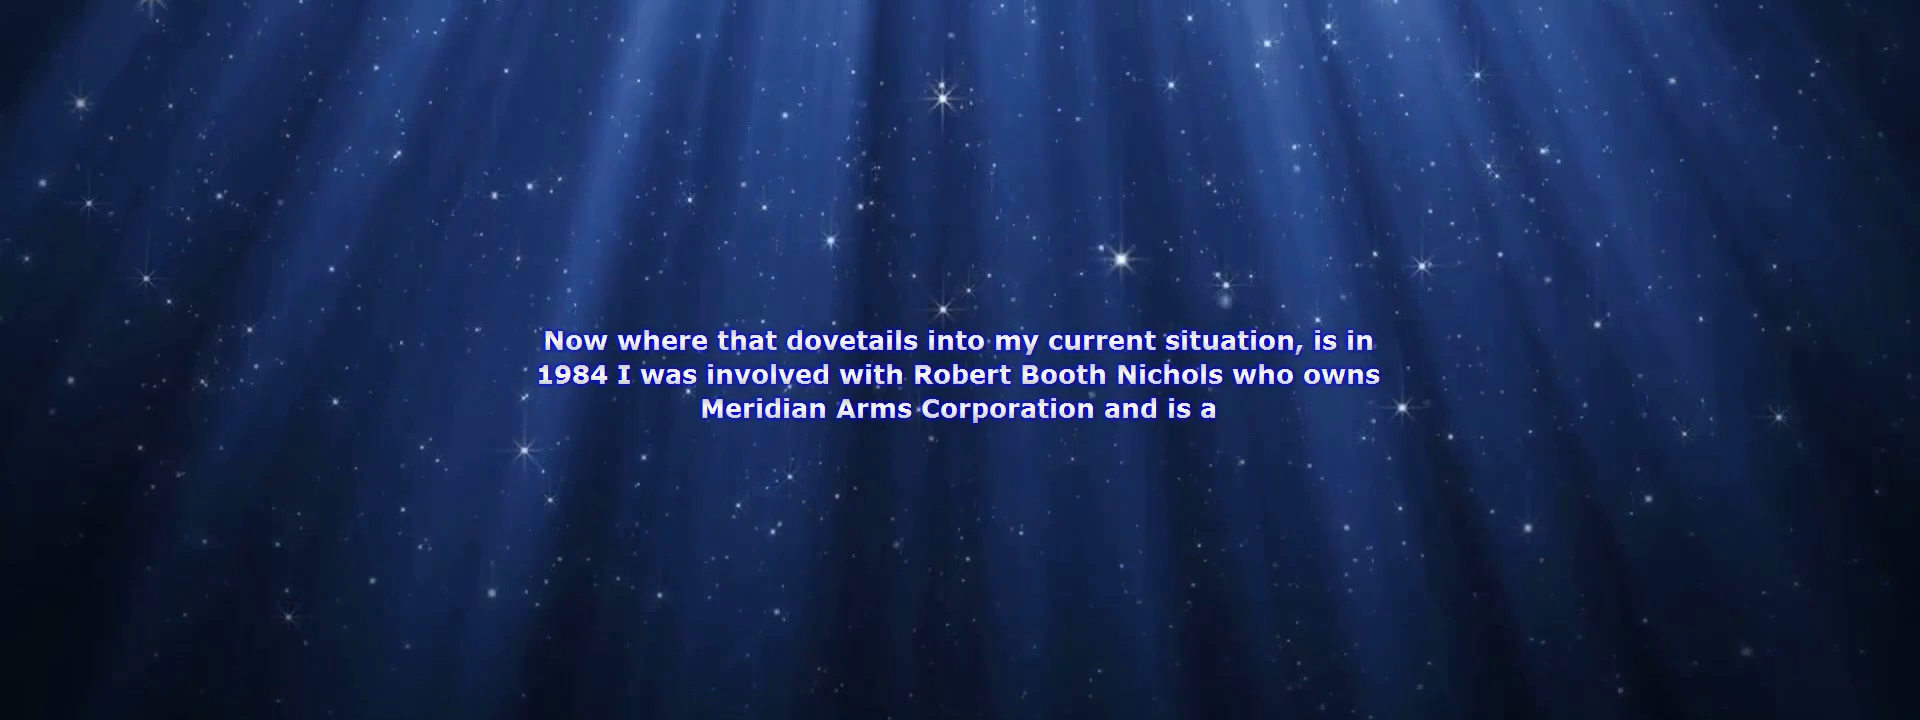 Now where that dovetails into my current situation, is in
1984 I was involved with Robert Booth Nichols who owns
Meridian Arms Corporation and is a